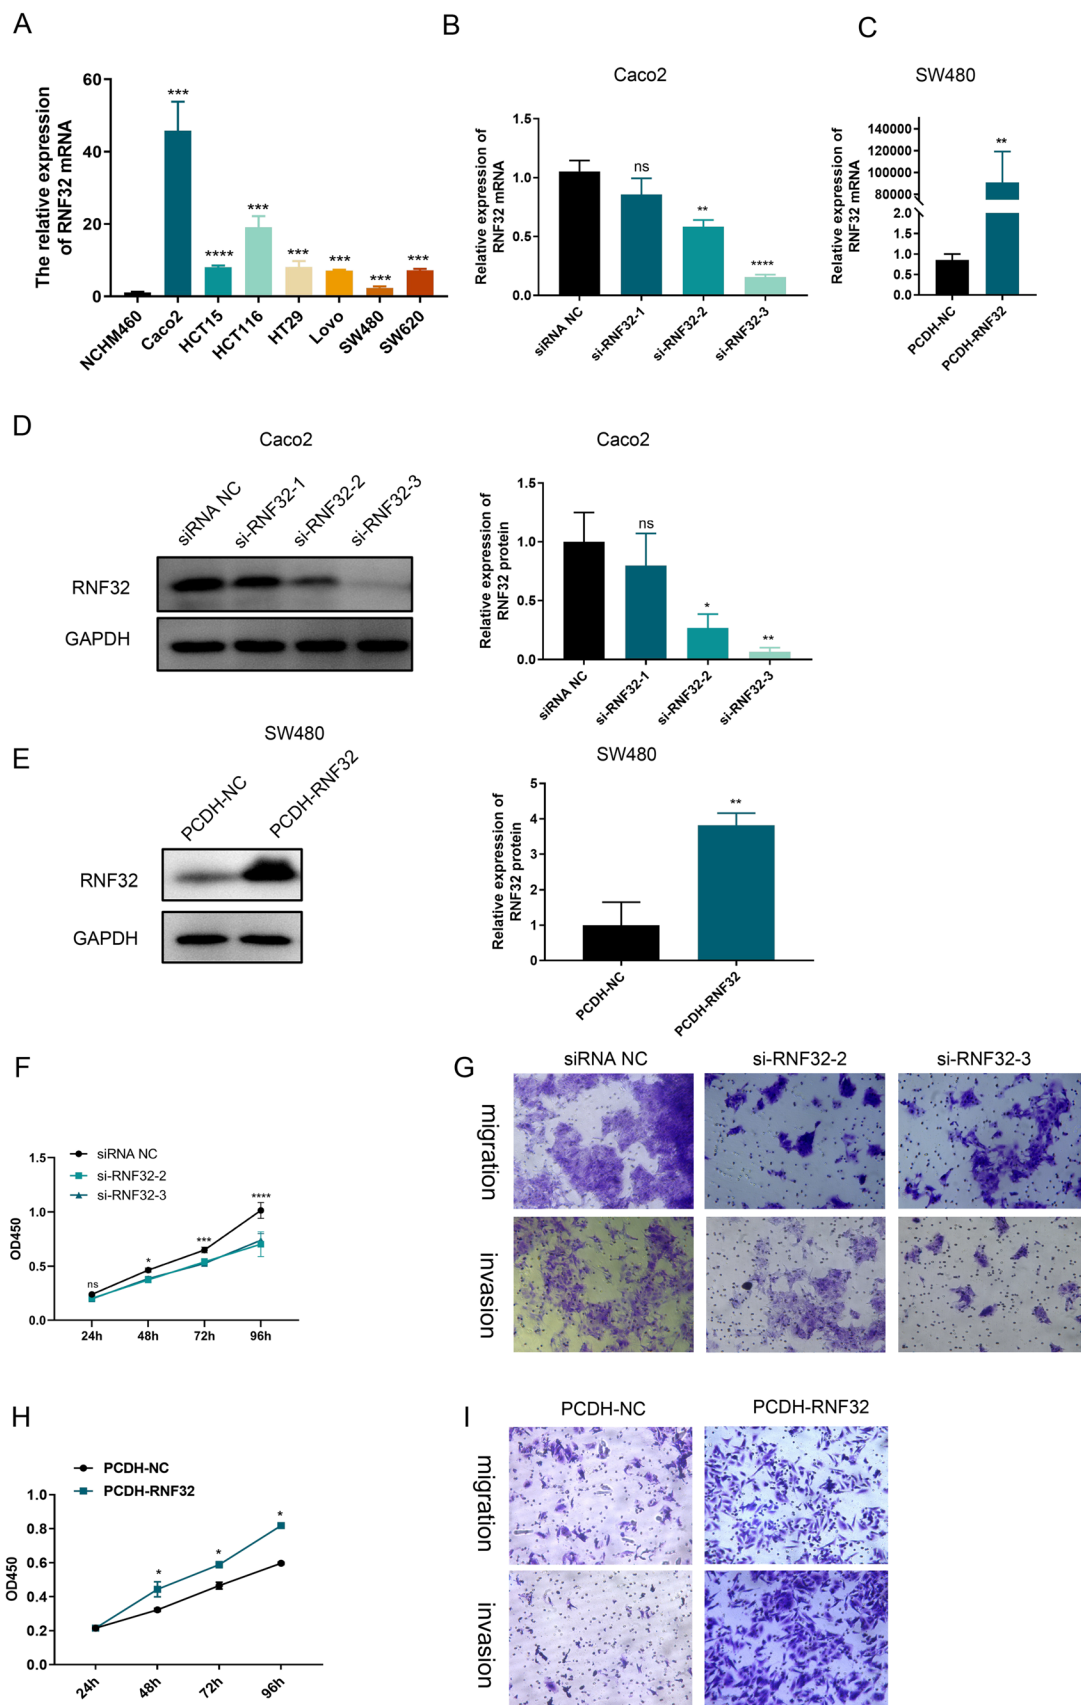 A
The relative expression
of RNF32 mRNA
60
40
20
0
***
****
***
***
***
***
***
NCHM460
Caco2
HCT15
HCT116
HT29
Lovo
SW480
SW620
B
Caco2
Relative expression of
RNF32 mRNA
1.5
1.0
0.5
0.0
ns
**
****
siRNA NC
si-RNF32-1
si-RNF32-2
si-RNF32-3
C
SW480
Relative expression of
RNF32 mRNA
140000
120000
100000
80000
2.0
1.5
1.0
0.5
0.0
**
PCDH-NC
PCDH-RNF32
D
Caco2
siRNA NC
si-RNF32-1
si-RNF32-2
si-RNF32-3
RNF32
GAPDH
Caco2
Relative expression of
RNF32 protein
1.5
1.0
0.5
0.0
ns
*
**
siRNA NC
si-RNF32-1
si-RNF32-2
si-RNF32-3
E
SW480
PCDH-NC
PCDH-RNF32
RNF32
GAPDH
SW480
Relative expression of
RNF32 protein
5
4
3
2
1
0
**
PCDH-NC
PCDH-RNF32
F
siRNA NC
si-RNF32-2
si-RNF32-3
OD450
1.5
1.0
0.5
0.0
ns
*
***
****
24h
48h
72h
96h
G
siRNA NC
si-RNF32-2
si-RNF32-3
migration
invasion
H
PCDH-NC
PCDH-RNF32
OD450
1.0
0.8
0.6
0.4
0.2
0.0
*
*
*
24h
48h
72h
96h
I
PCDH-NC
PCDH-RNF32
migration
invasion